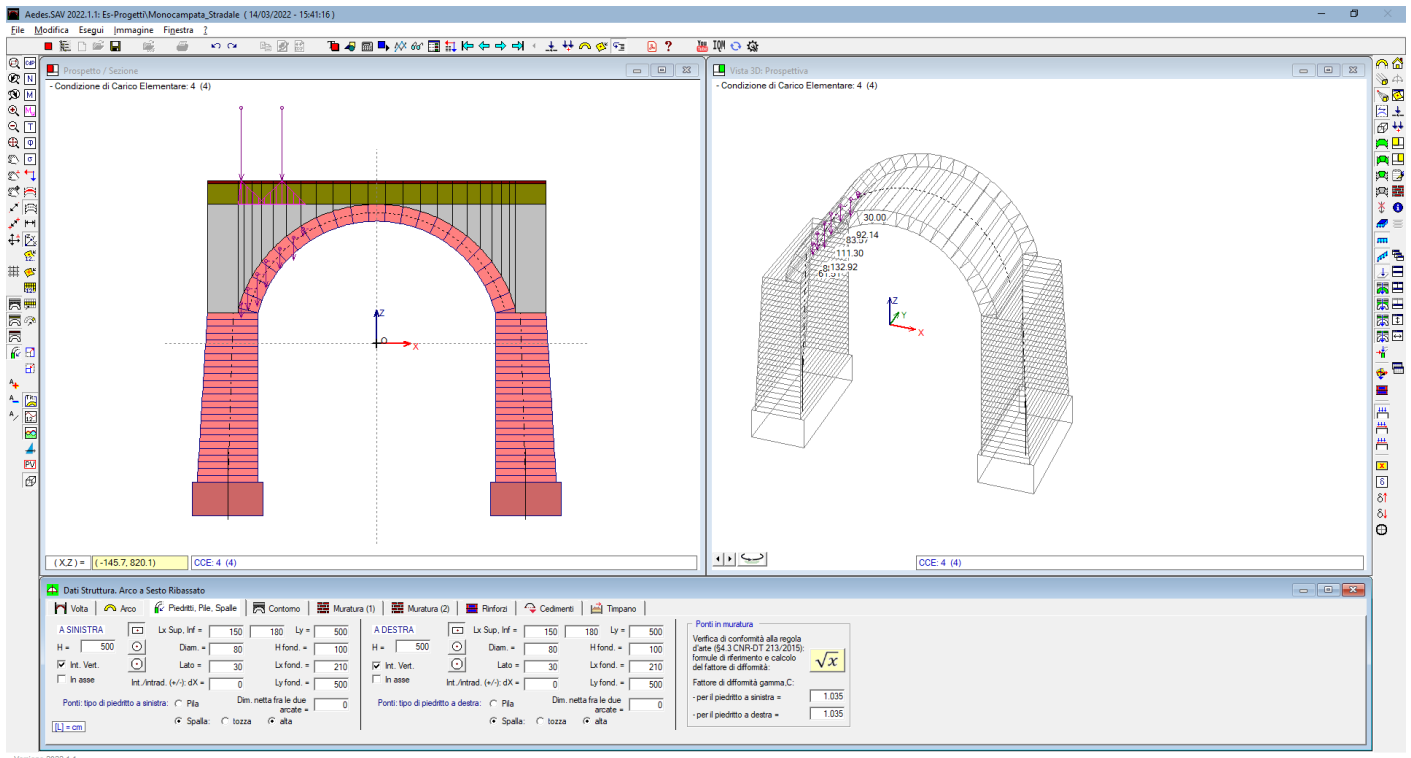 Aedes.SAV 2022.1.1: Es-Progetti\Monocampata_Stradale ( 14/03/2022 - 15:41:16 )
File Modifica Esegui Immagine Finestra ?
Prospetto / Sezione
- Condizione di Carico Elementare: 4 (4)
Z
O
X
( X,Z ) = ( -145.7, 820.1) CCE: 4 (4)
Vista 3D: Prospettiva
- Condizione di Carico Elementare: 4 (4)
30.00
92.14
111.30
132.92
Z
Y
X
CCE: 4 (4)
Dati Struttura. Arco a Sesto Ribassato
Volta Arco Piedritti, Pile, Spalle Contorno Muratura (1) Muratura (2) Rinforzi Cedimenti Timpano
A SINISTRA Lx Sup, Inf = 150 180 Ly = 500
H = 500 Diam. = 80 H fond. = 100
Int. Vert. Lato = 30 Lx fond. = 210
In asse Int./intrad. (+/-): dX = 0 Ly fond. = 500
Ponti: tipo di piedritto a sinistra: Pila Dim. netta fra le due arcate = 0
Spalla: tozza alta
[L] = cm
A DESTRA Lx Sup, Inf = 150 180 Ly = 500
H = 500 Diam. = 80 H fond. = 100
Int. Vert. Lato = 30 Lx fond. = 210
In asse Int./intrad. (+/-): dX = 0 Ly fond. = 500
Ponti: tipo di piedritto a destra: Pila Dim. netta fra le due arcate = 0
Spalla: tozza alta
Ponti in muratura
Verifica di conformità alla regola
d'arte (§4.3 CNR-DT 213/2015):
formule di riferimento e calcolo
del fattore di difformità:
√x
Fattore di difformità gamma,C:
- per il piedritto a sinistra = 1.035
- per il piedritto a destra = 1.035